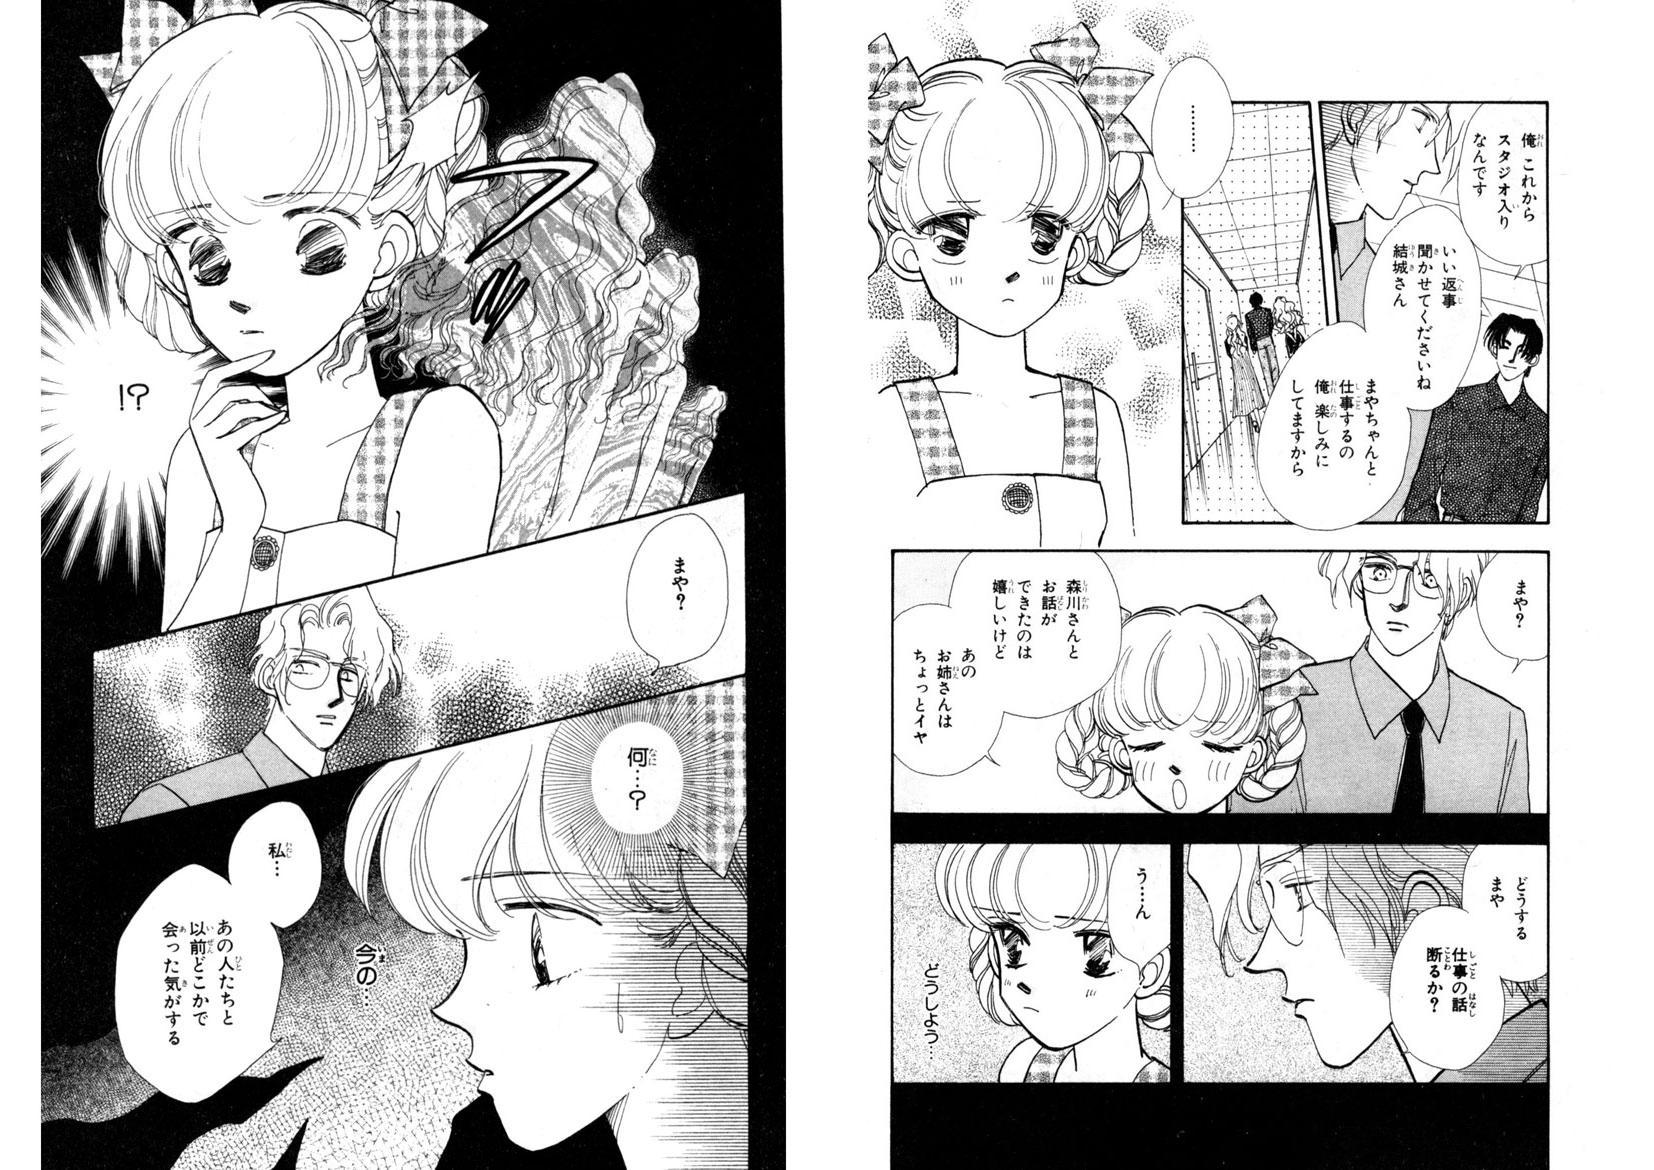 俺 これから
スタジオ入り
なんです
いい返事
聞かせてくださいね
結城さん
まやちゃんと
仕事するの
俺 楽しみに
してますから
………
まや？
森川さんと
お話が
できたのは
嬉しいけど
あの
お姉さんは
ちょっとイヤ
どうする
まや
仕事の話
断るか？
う…ん
どうしよう…
!?
まや？
何…？
今の…
私…
あの人たちと
以前どこかで
会った気がする